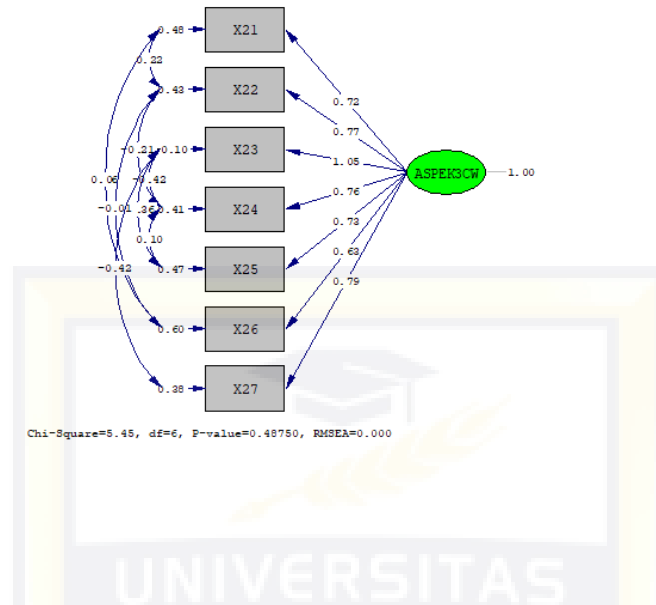 0.48 X21
0.22
0.43 X22
0.72
0.77
-0.21 -0.10 X23
1.05
0.06 -0.42
ASPEK3CW 1.00
0.76
-0.01 .36 0.41 X24
0.73
0.10
0.63
-0.42 0.47 X25
0.79
0.60 X26
0.38 X27
Chi-Square=5.45, df=6, P-value=0.48750, RMSEA=0.000
UNIVERSITAS